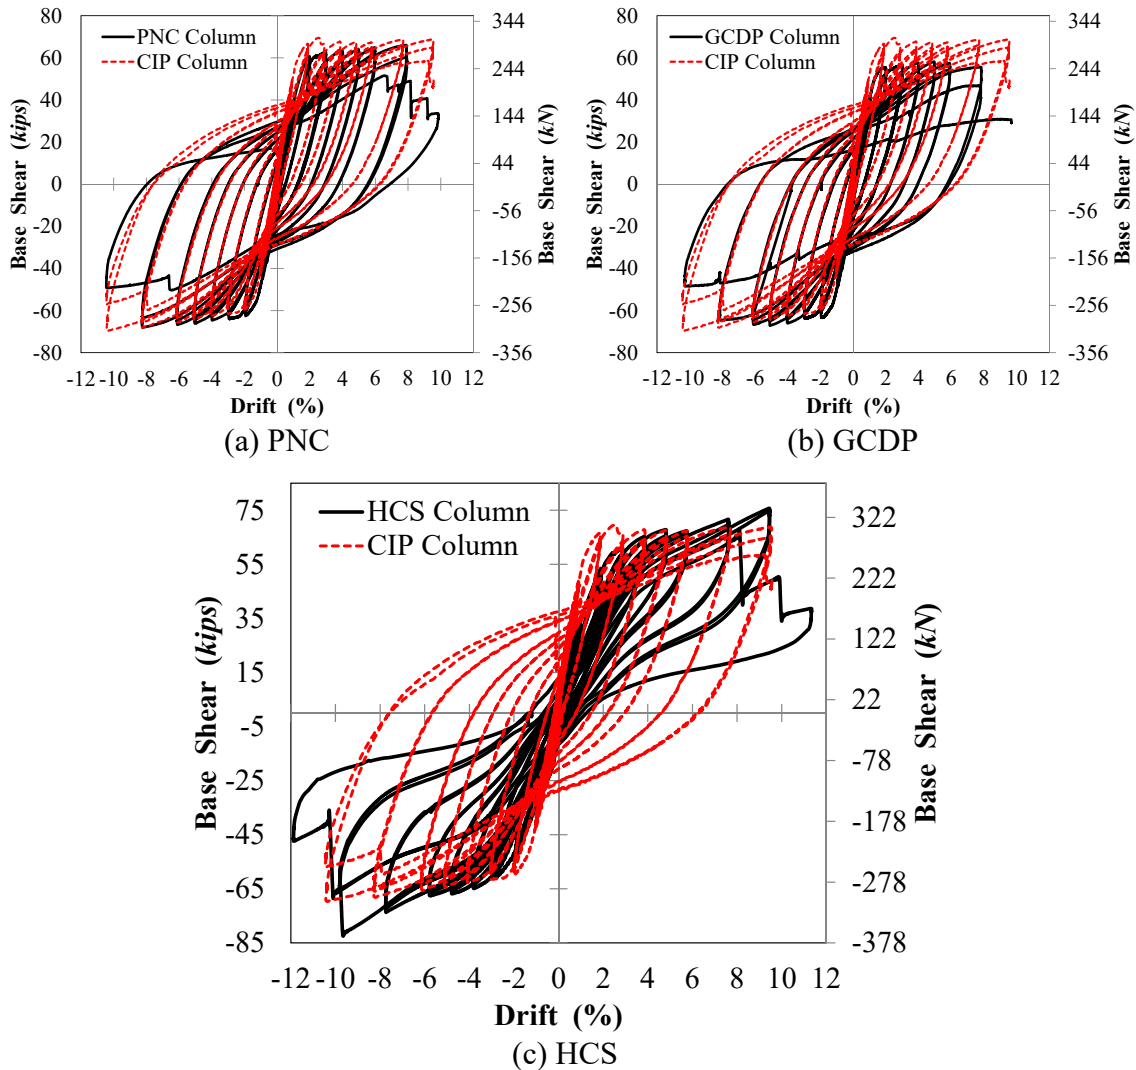 80
60
40
20
0
-20
-40
-60
-80
Base Shear (kips)
PNC Column
CIP Column
344
244
144
44
-56
-156
-256
-356
Base Shear (kN)
-12 -10 -8 -6 -4 -2 0 2 4 6 8 10 12
Drift (%)
(a) PNC
80
60
40
20
0
-20
-40
-60
-80
Base Shear (kips)
GCDP Column
CIP Column
344
244
144
44
-56
-156
-256
-356
Base Shear (kN)
-12 -10 -8 -6 -4 -2 0 2 4 6 8 10 12
Drift (%)
(b) GCDP
75
55
35
15
-5
-25
-45
-65
-85
Base Shear (kips)
HCS Column
CIP Column
322
222
122
22
-78
-178
-278
-378
Base Shear (kN)
-12 -10 -8 -6 -4 -2 0 2 4 6 8 10 12
Drift (%)
(c) HCS